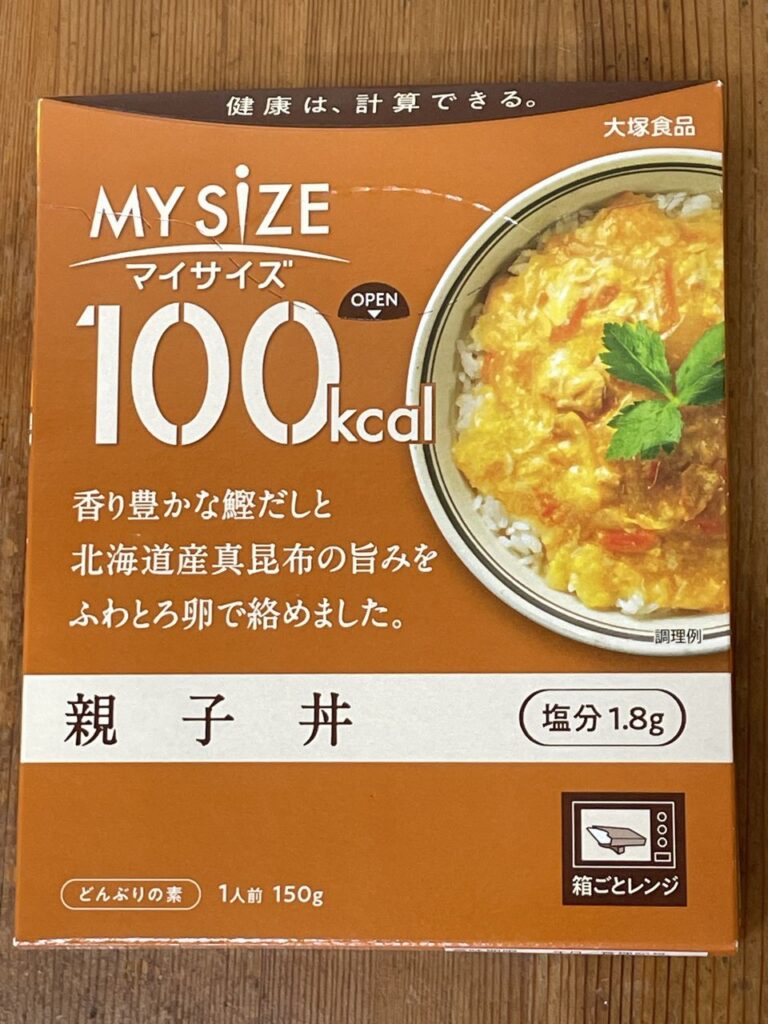 健康は、計算できる。
大塚食品
MY SiZE
マイサイズ
OPEN
100kcal
香り豊かな鰹だしと
北海道産真昆布の旨みを
ふわとろ卵で絡めました。
調理例
親子丼
塩分1.8g
箱ごとレンジ
どんぶりの素 1人前 150g